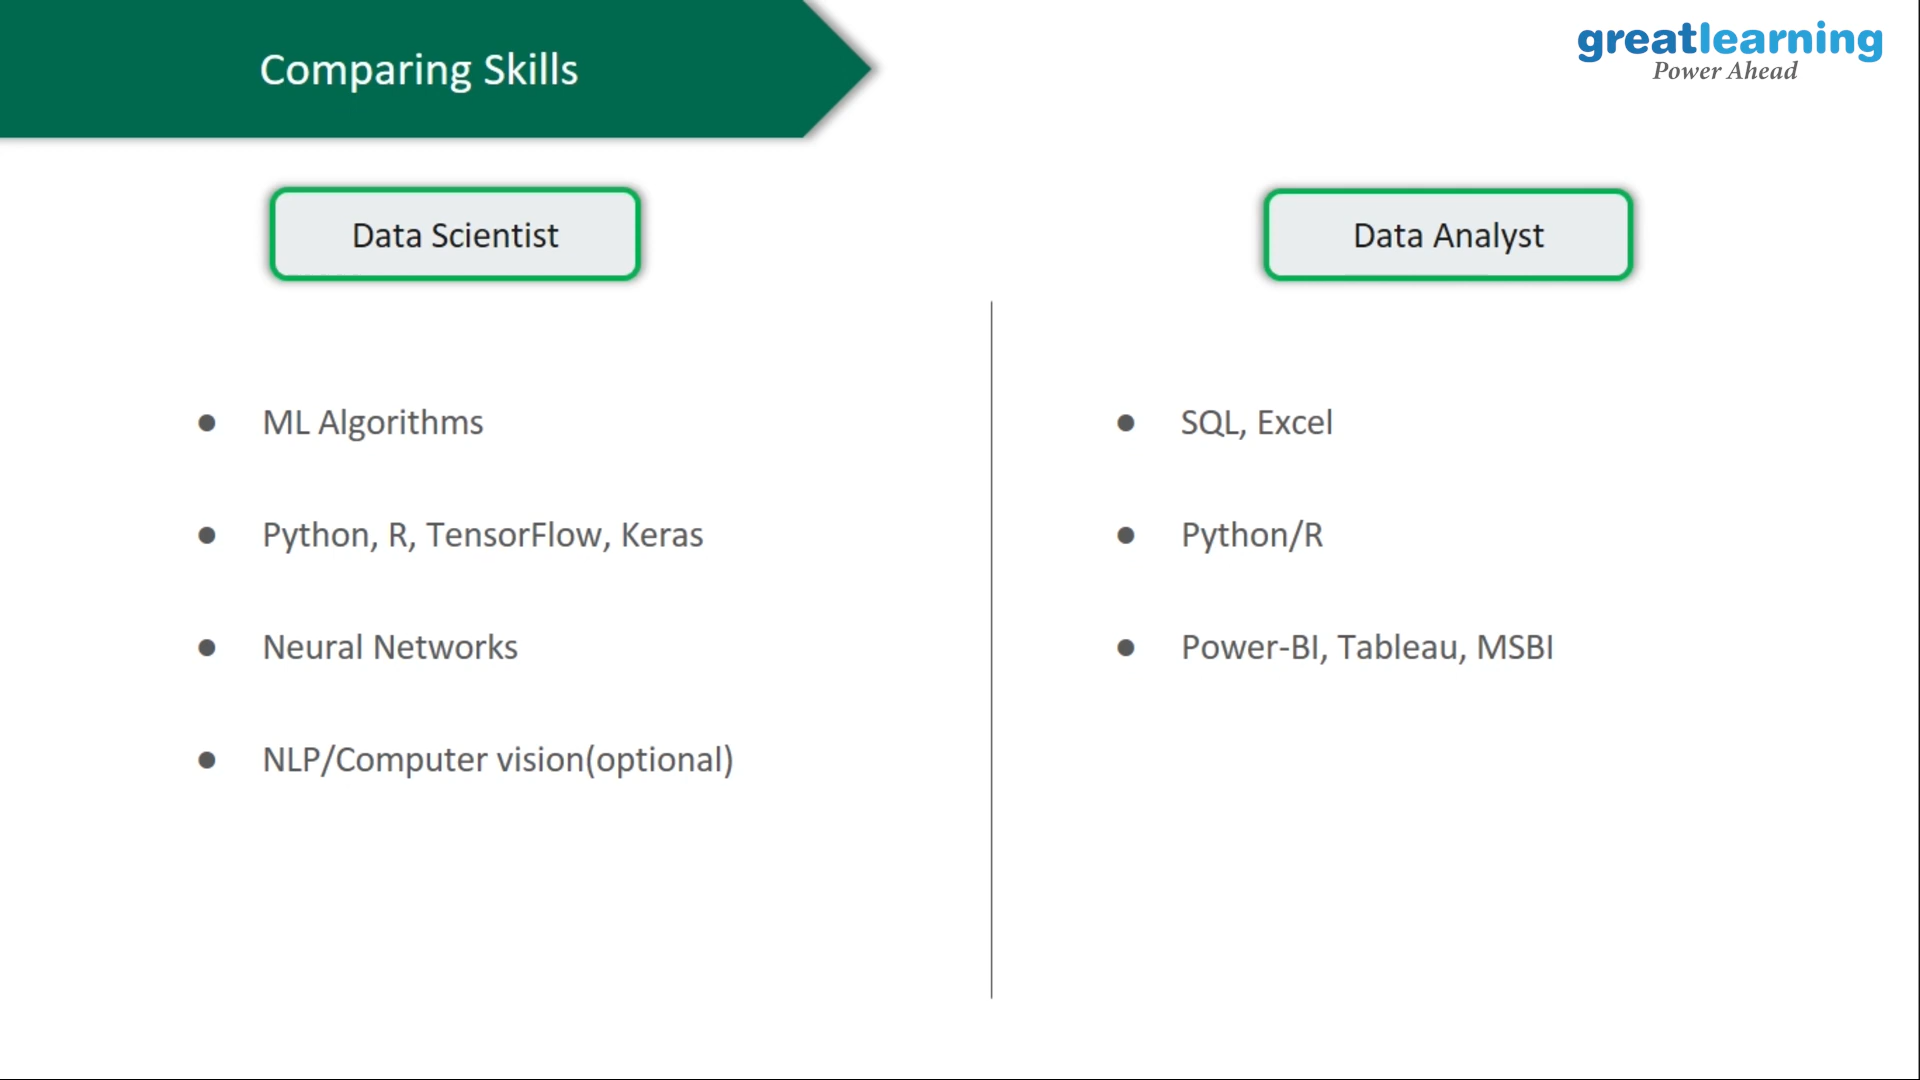 Comparing Skills
greatlearning
Power Ahead
Data Scientist
● ML Algorithms
● Python, R, TensorFlow, Keras
● Neural Networks
● NLP/Computer vision(optional)
Data Analyst
● SQL, Excel
● Python/R
● Power-BI, Tableau, MSBI